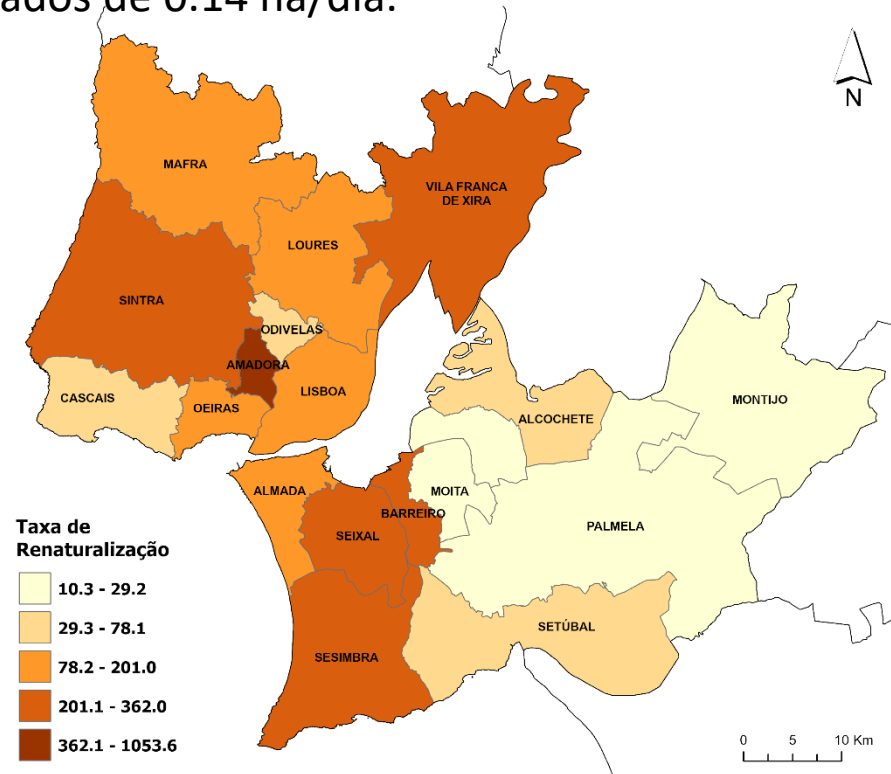 ados de 0.14 ha/dia.
N
MAFRA
VILA FRANCA
DE XIRA
LOURES
SINTRA
ODIVELAS
AMADORA
CASCAIS
OEIRAS
LISBOA
ALCOCHETE
MONTIJO
ALMADA
MOITA
BARREIRO
SEIXAL
PALMELA
SETÚBAL
SESIMBRA
Taxa de
Renaturalização
10.3 - 29.2
29.3 - 78.1
78.2 - 201.0
201.1 - 362.0
362.1 - 1053.6
0 5 10 Km